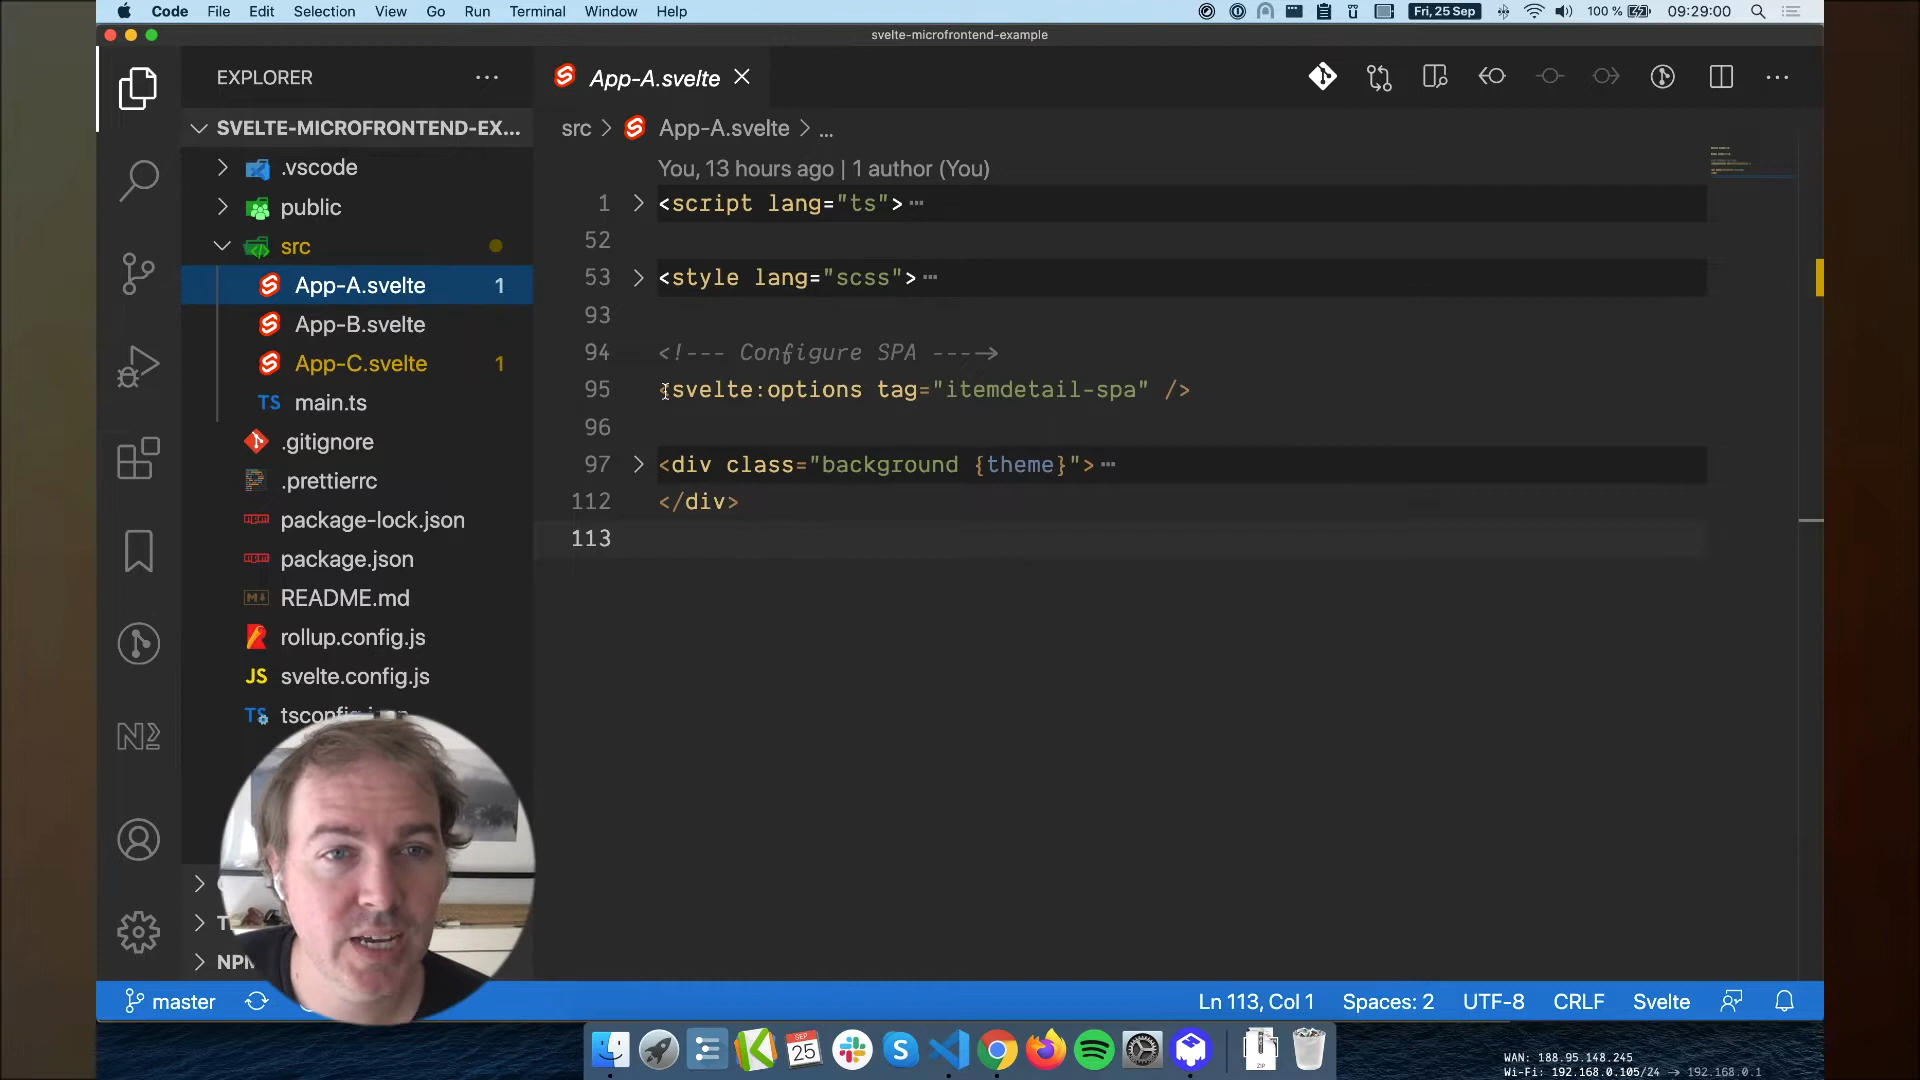 Code File Edit Selection View Go Run Terminal Window Help
Fri, 25 Sep 100 % 09:29:00
svelte-microfrontend-example
EXPLORER
SVELTE-MICROFRONTEND-EX...
.vscode
public
src
App-A.svelte 1
App-B.svelte
App-C.svelte 1
TS main.ts
.gitignore
.prettierrc
package-lock.json
package.json
README.md
rollup.config.js
JS svelte.config.js
TS
NPM
App-A.svelte
src > App-A.svelte > ...
You, 13 hours ago | 1 author (You)
1 <script lang="ts"> ···
52
53 <style lang="scss"> ···
93
94 <!--- Configure SPA ---->
95 <svelte:options tag="itemdetail-spa" />
96
97 <div class="background {theme}"> ···
112 </div>
113
master
Ln 113, Col 1 Spaces: 2 UTF-8 CRLF Svelte
SEP
25
ZIP
WAN: 188.95.148.245
Wi-Fi: 192.168.0.105/24 → 192.168.0.1